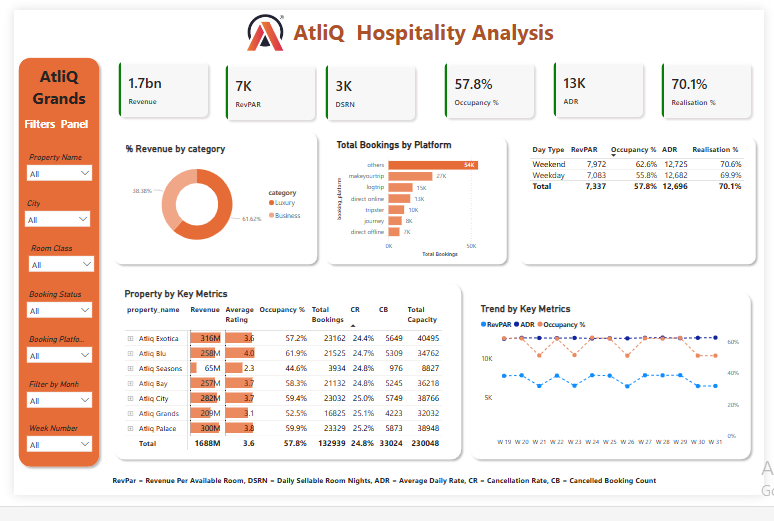 AtliQ Hospitality Analysis
AtliQ
Grands
Filters Panel
Property Name
All
City
All
Room Class
All
Booking Status
All
Booking Platfo...
All
Filter by Monh
All
Week Number
All
1.7bn
Revenue
7K
RevPAR
3K
DSRN
57.8%
Occupancy %
13K
ADR
70.1%
Realisation %
% Revenue by category
38.38%
61.62%
category
Luxury
Business
Total Bookings by Platform
booking_platform
others 54K
makeyourtrip 27K
logtrip 15K
direct online 13K
tripster 10K
journey 8K
direct offline 7K
0K 50K
Total Bookings
Day Type RevPAR Occupancy % ADR Realisation %
Weekend 7,972 62.6% 12,725 70.6%
Weekday 7,083 55.8% 12,682 69.9%
Total 7,337 57.8% 12,696 70.1%
Property by Key Metrics
property_name Revenue Average Rating Occupancy % Total Bookings CR CB Total Capacity
Atliq Exotica 316M 3.6 57.2% 23162 24.4% 5649 40495
Atliq Blu 258M 4.0 61.9% 21525 24.7% 5309 34762
Atliq Seasons 65M 2.3 44.6% 3934 24.8% 976 8827
Atliq Bay 257M 3.7 58.3% 21132 24.8% 5245 36218
Atliq City 282M 3.7 59.4% 23032 25.0% 5749 38766
Atliq Grands 209M 3.1 52.5% 16825 25.1% 4223 32032
Atliq Palace 300M 3.8 59.9% 23329 25.2% 5873 38948
Total 1688M 3.6 57.8% 132939 24.8% 33024 230048
Trend by Key Metrics
RevPAR ADR Occupancy %
10K
5K
60%
40%
20%
0%
W 19 W 20 W 21 W 22 W 23 W 24 W 25 W 26 W 27 W 28 W 29 W 30 W 31
RevPar = Revenue Per Available Room, DSRN = Daily Sellable Room Nights, ADR = Average Daily Rate, CR = Cancellation Rate, CB = Cancelled Booking Count